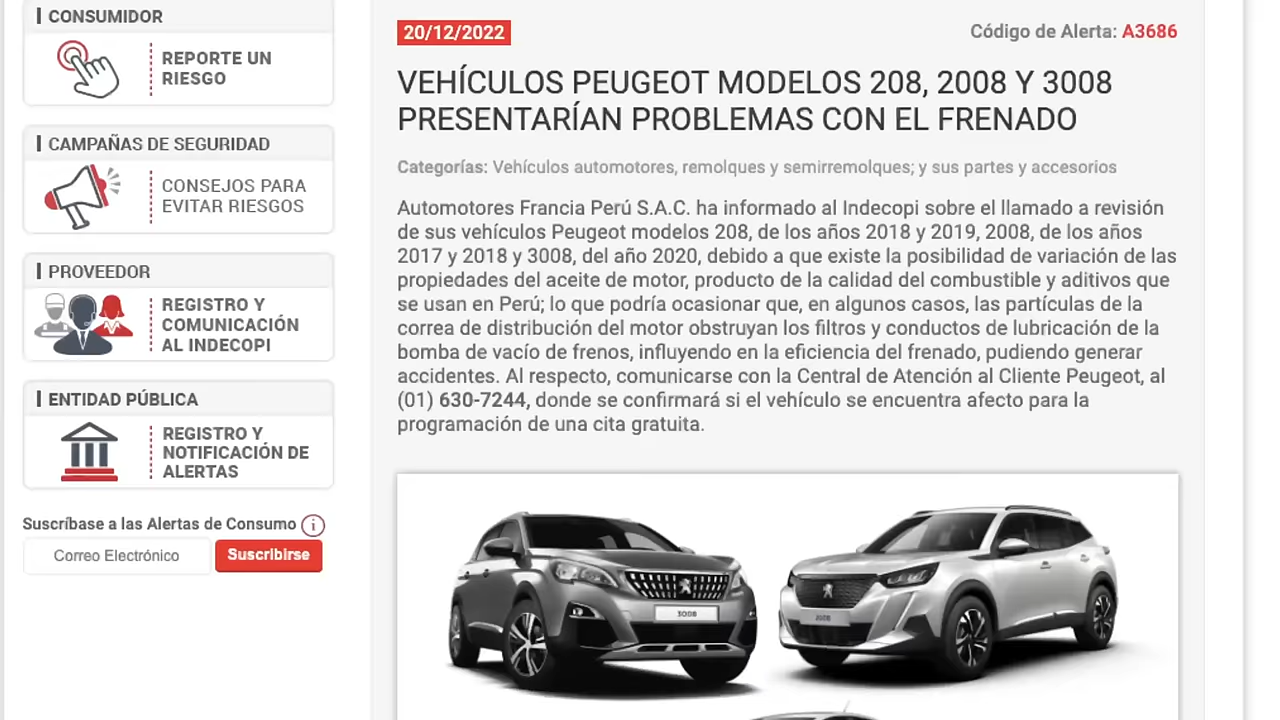 CONSUMIDOR
REPORTE UN
RIESGO
CAMPAÑAS DE SEGURIDAD
CONSEJOS PARA
EVITAR RIESGOS
PROVEEDOR
REGISTRO Y
COMUNICACIÓN
AL INDECOPI
ENTIDAD PÚBLICA
REGISTRO Y
NOTIFICACIÓN DE
ALERTAS
Suscríbase a las Alertas de Consumo i
Correo Electrónico
Suscribirse
20/12/2022
Código de Alerta: A3686
VEHÍCULOS PEUGEOT MODELOS 208, 2008 Y 3008
PRESENTARÍAN PROBLEMAS CON EL FRENADO
Categorías: Vehículos automotores, remolques y semirremolques; y sus partes y accesorios
Automotores Francia Perú S.A.C. ha informado al Indecopi sobre el llamado a revisión
de sus vehículos Peugeot modelos 208, de los años 2018 y 2019, 2008, de los años
2017 y 2018 y 3008, del año 2020, debido a que existe la posibilidad de variación de las
propiedades del aceite de motor, producto de la calidad del combustible y aditivos que
se usan en Perú; lo que podría ocasionar que, en algunos casos, las partículas de la
correa de distribución del motor obstruyan los filtros y conductos de lubricación de la
bomba de vacío de frenos, influyendo en la eficiencia del frenado, pudiendo generar
accidentes. Al respecto, comunicarse con la Central de Atención al Cliente Peugeot, al
(01) 630-7244, donde se confirmará si el vehículo se encuentra afecto para la
programación de una cita gratuita.
3008
2008